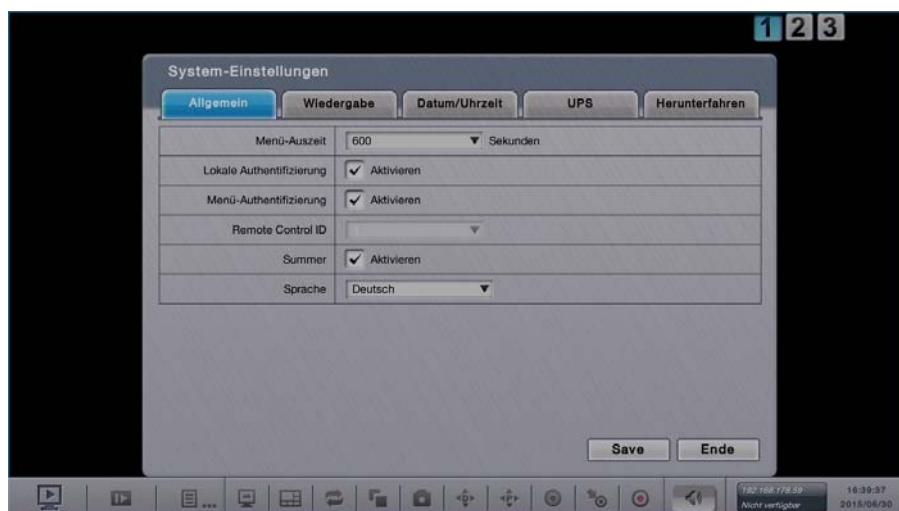 1 2 3
System-Einstellungen
Allgemein Wiedergabe Datum/Uhrzeit UPS Herunterfahren
Menü-Auszeit 600 Sekunden
Lokale Authentifizierung Aktivieren
Menü-Authentifizierung Aktivieren
Remote Control ID
Summer Aktivieren
Sprache Deutsch
Save Ende
192.168.178.59 16:39:37
Nicht verfügbar 2015/06/30